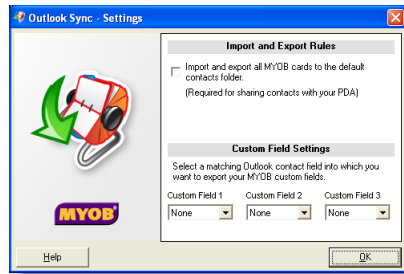 Outlook Sync - Settings
Import and Export Rules
Import and export all MYOB cards to the default
contacts folder.
(Required for sharing contacts with your PDA)
Custom Field Settings
Select a matching Outlook contact field into which you
want to export your MYOB custom fields.
Custom Field 1 Custom Field 2 Custom Field 3
None None None
MYOB
Help OK